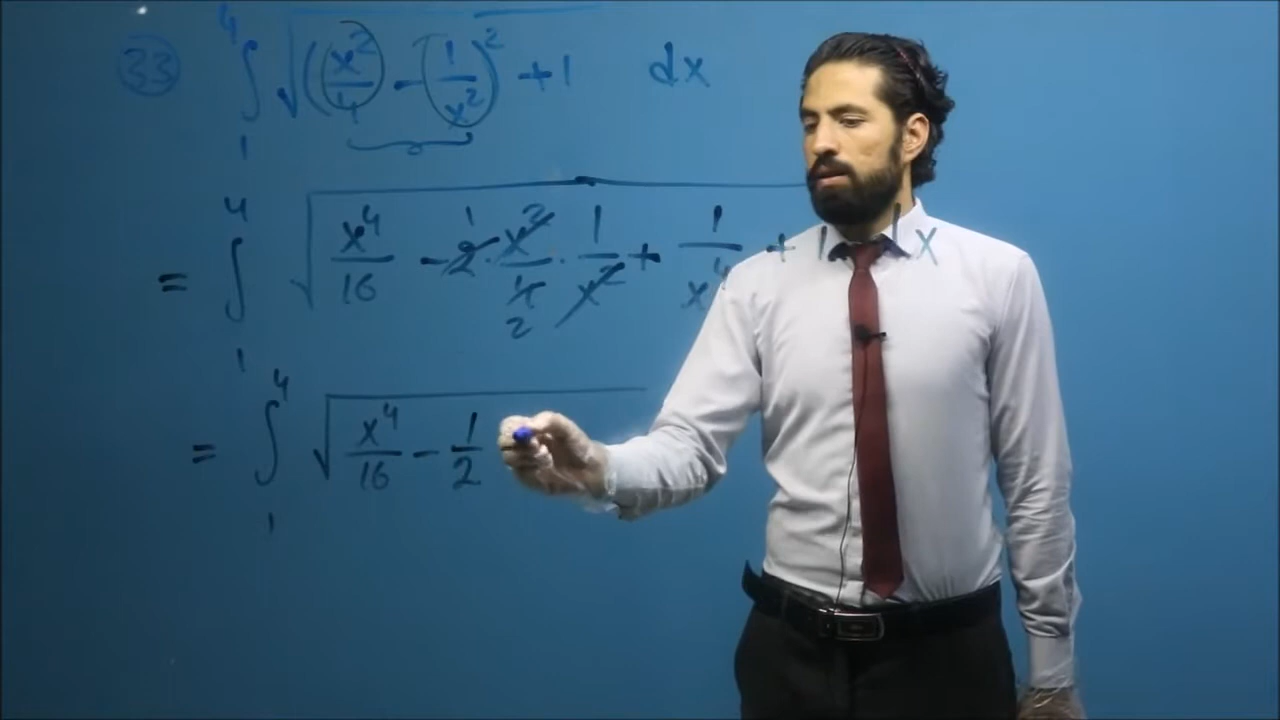 33 ∫₁⁴ √((x²/4 - 1/x²)² + 1) dx
= ∫₁⁴ √(x⁴/16 - 2 · x²/4 · 1/x² + 1/x⁴ + 1) dx
= ∫₁⁴ √(x⁴/16 - 1/2